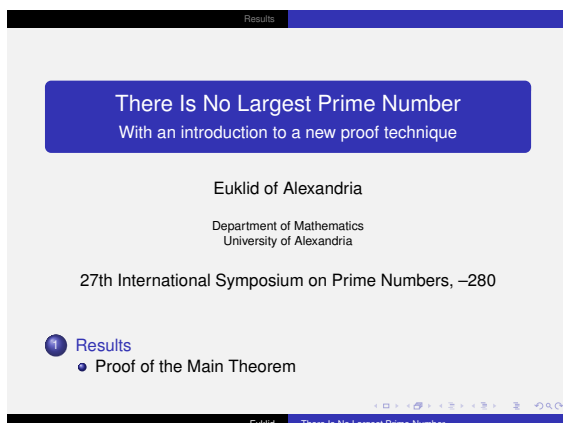 Results
There Is No Largest Prime Number
With an introduction to a new proof technique
Euklid of Alexandria
Department of Mathematics
University of Alexandria
27th International Symposium on Prime Numbers, –280
1 Results
Proof of the Main Theorem
Euklid There Is No Largest Prime Number